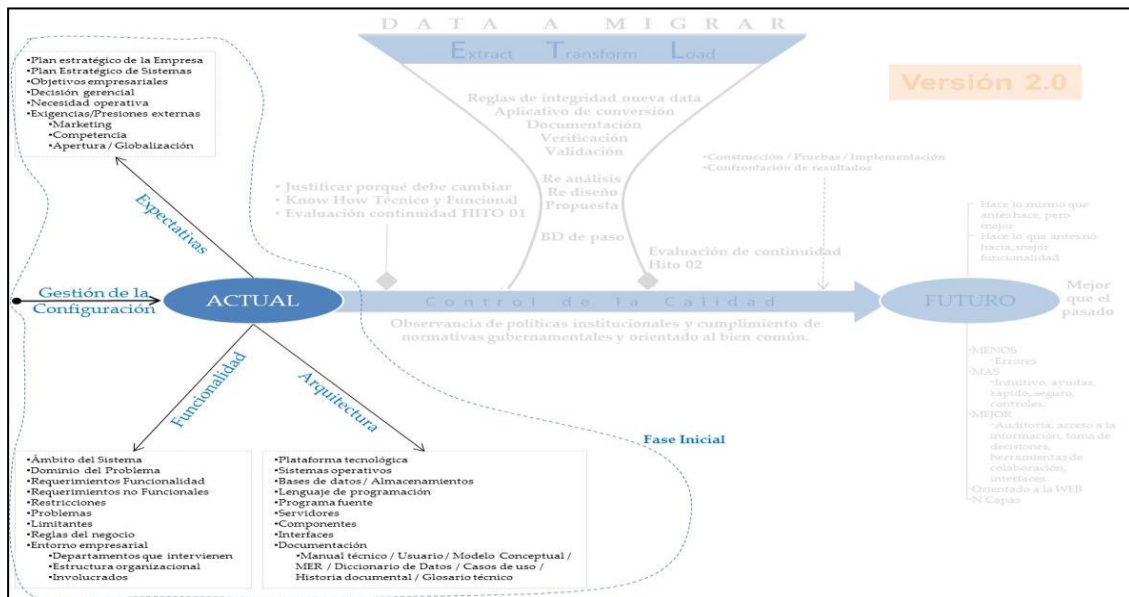 DATA A MIGRAR
Extract Transform Load
•Plan estratégico de la Empresa
•Plan Estratégico de Sistemas
•Objetivos empresariales
•Decisión gerencial
•Necesidad operativa
•Exigencias/Presiones externas
•Marketing
•Competencia
•Apertura / Globalización
Versión 2.0
Reglas de integridad nueva data
Aplicativo de conversión
Documentación
Verificación
Validación
Re análisis
Re diseño
Propuesta
BD de paso
•Construcción / Pruebas / Implementación
•Confrontación de resultados
• Justificar porqué debe cambiar
• Know How Técnico y Funcional
• Evaluación continuidad HITO 01
Evaluación de continuidad
Hito 02
Hace lo mismo que
antes hace, pero
mejor
Hace lo que antes no
hacía, mejor
funcionalidad
Expectativas
Gestión de la
Configuración
ACTUAL
Control de la Calidad
FUTURO
Mejor
que el
pasado
Observancia de políticas institucionales y cumplimiento de
normativas gubernamentales y orientado al bien común.
Funcionalidad
Arquitectura
Fase Inicial
•MENOS
-Errores
•MAS
-Intuitivo, ayudas,
rápido, seguro,
controles.
•MEJOR
-Auditoría, acceso a la
información, toma de
decisiones,
herramientas de
colaboración,
interfaces.
•Orientado a la WEB
•N Capas
•Ámbito del Sistema
•Dominio del Problema
•Requerimientos Funcionalidad
•Requerimientos no Funcionales
•Restricciones
•Problemas
•Limitantes
•Reglas del negocio
•Entorno empresarial
•Departamentos que intervienen
•Estructura organizacional
•Involucrados
•Plataforma tecnológica
•Sistemas operativos
•Bases de datos / Almacenamientos
•Lenguaje de programación
•Programa fuente
•Servidores
•Componentes
•Interfaces
•Documentación
•Manual técnico / Usuario / Modelo Conceptual /
MER / Diccionario de Datos / Casos de uso /
Historia documental / Glosario técnico